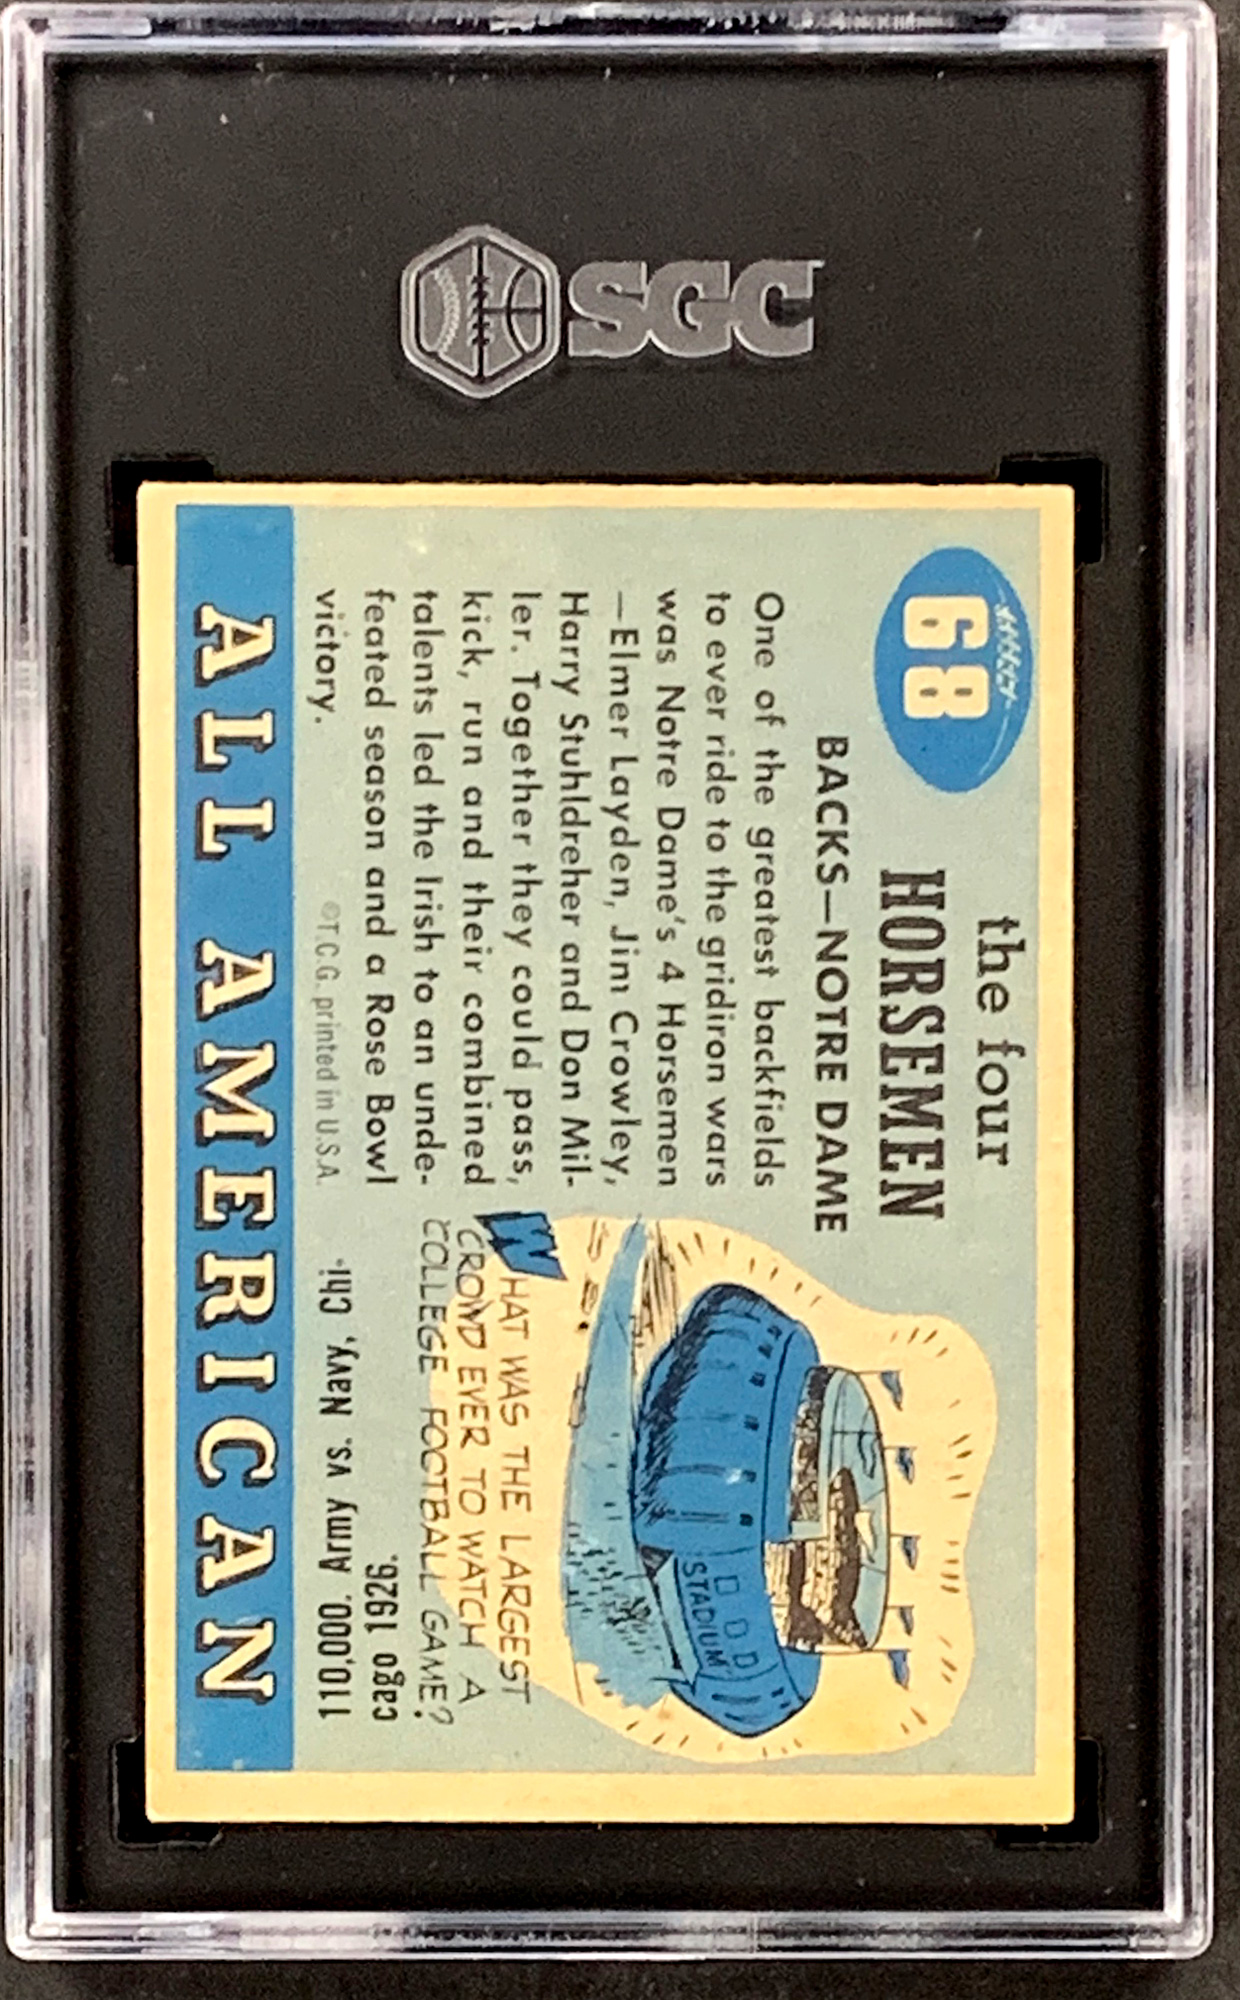 SGC
68
the four
HORSEMEN
BACKS—NOTRE DAME
One of the greatest backfields
to ever ride to the gridiron wars
was Notre Dame's 4 Horsemen
—Elmer Layden, Jim Crowley,
Harry Stuhldreher and Don Mil-
ler. Together they could pass,
kick, run and their combined
talents led the Irish to an unde-
feated season and a Rose Bowl
victory.
©T.C.G. printed in U.S.A.
STADIUM
WHAT WAS THE LARGEST
CROWD EVER TO WATCH A
COLLEGE FOOTBALL GAME?
110,000. Army vs. Navy, Chi-
cago 1926.
ALL AMERICAN